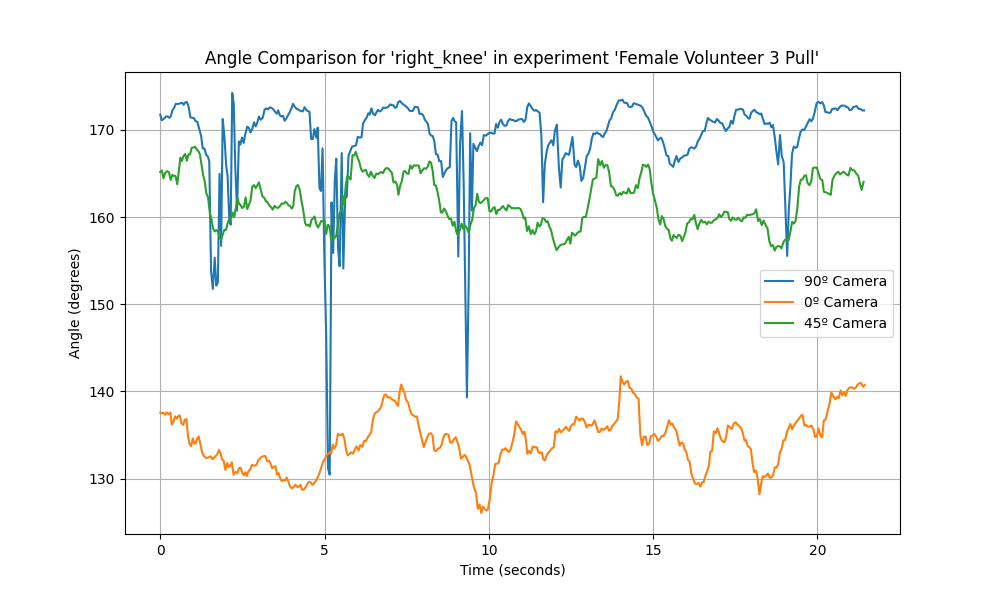 Angle Comparison for 'right_knee' in experiment 'Female Volunteer 3 Pull'
Angle (degrees)
170
160
150
140
130
90º Camera
0º Camera
45º Camera
0 5 10 15 20
Time (seconds)